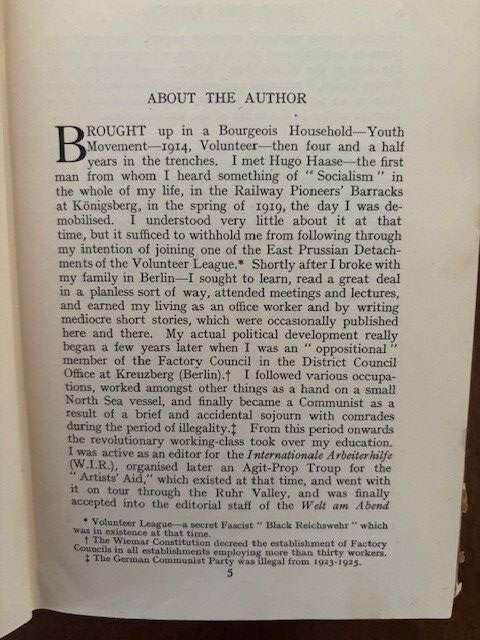 ABOUT THE AUTHOR
BROUGHT up in a Bourgeois Household—Youth
Movement—1914, Volunteer—then four and a half
years in the trenches. I met Hugo Haase—the first
man from whom I heard something of "Socialism" in
the whole of my life, in the Railway Pioneers' Barracks
at Königsberg, in the spring of 1919, the day I was de-
mobilised. I understood very little about it at that
time, but it sufficed to withhold me from following through
my intention of joining one of the East Prussian Detach-
ments of the Volunteer League.* Shortly after I broke with
my family in Berlin—I sought to learn, read a great deal
in a planless sort of way, attended meetings and lectures,
and earned my living as an office worker and by writing
mediocre short stories, which were occasionally published
here and there. My actual political development really
began a few years later when I was an "oppositional"
member of the Factory Council in the District Council
Office at Kreuzberg (Berlin).† I followed various occupa-
tions, worked amongst other things as a hand on a small
North Sea vessel, and finally became a Communist as a
result of a brief and accidental sojourn with comrades
during the period of illegality.‡ From this period onwards
the revolutionary working-class took over my education.
I was active as an editor for the Internationale Arbeiterhilfe
(W.I.R.), organised later an Agit-Prop Troup for the
"Artists' Aid," which existed at that time, and went with
it on tour through the Ruhr Valley, and was finally
accepted into the editorial staff of the Welt am Abend
* Volunteer League—a secret Fascist "Black Reichswehr" which
was in existence at that time.
† The Wiemar Constitution decreed the establishment of Factory
Councils in all establishments employing more than thirty workers.
‡ The German Communist Party was illegal from 1923-1925.
5